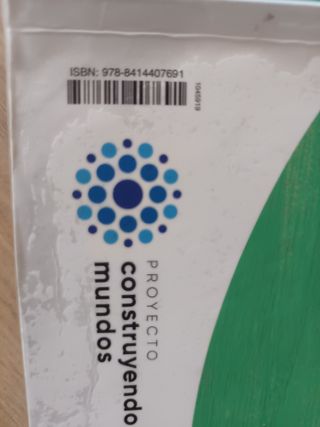 ISBN: 978-8414407691
1045919
PROYECTO
construyendo
mundos